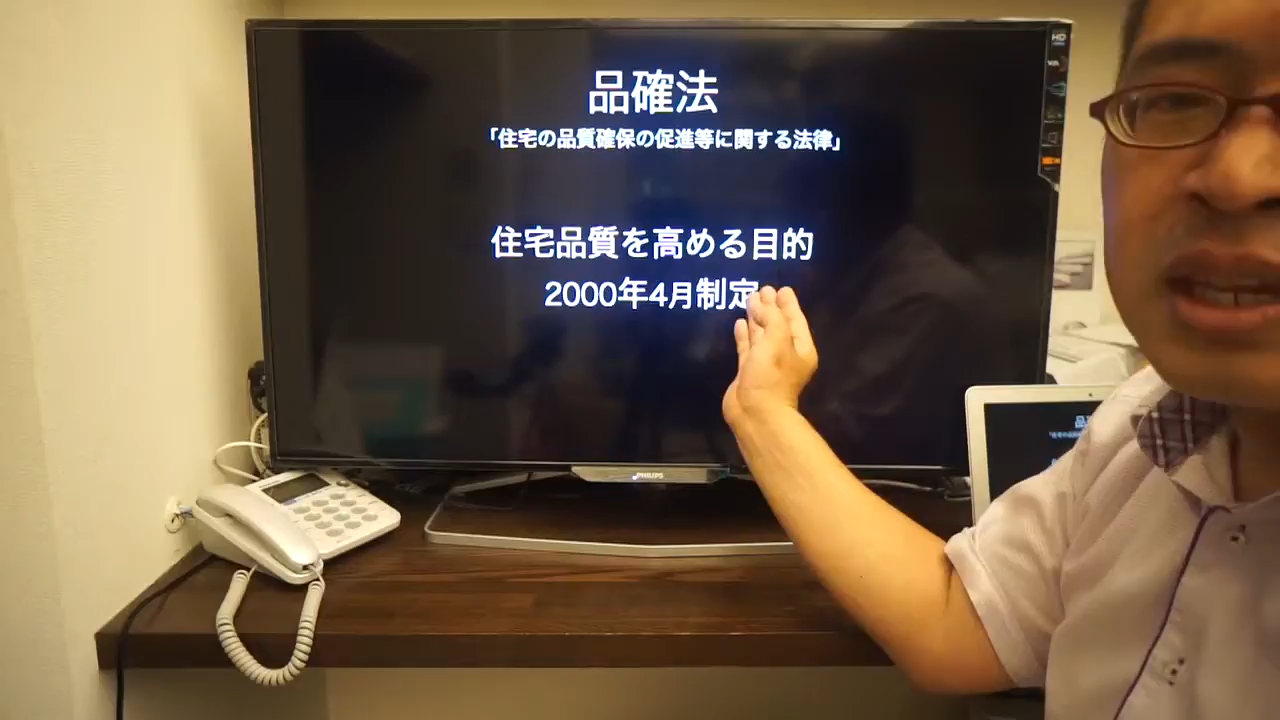 品確法
「住宅の品質確保の促進等に関する法律」
住宅品質を高める目的
2000年4月制定
PHILIPS
HD